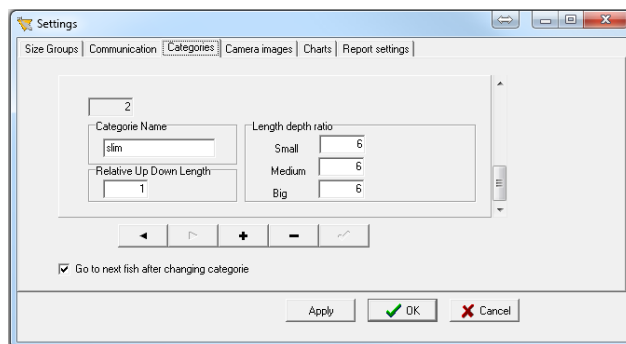 Settings
Size Groups Communication Categories Camera images Charts Report settings
2
Categorie Name
slim
Relative Up Down Length
1
Length depth ratio
Small 6
Medium 6
Big 6
Go to next fish after changing categorie
Apply OK Cancel